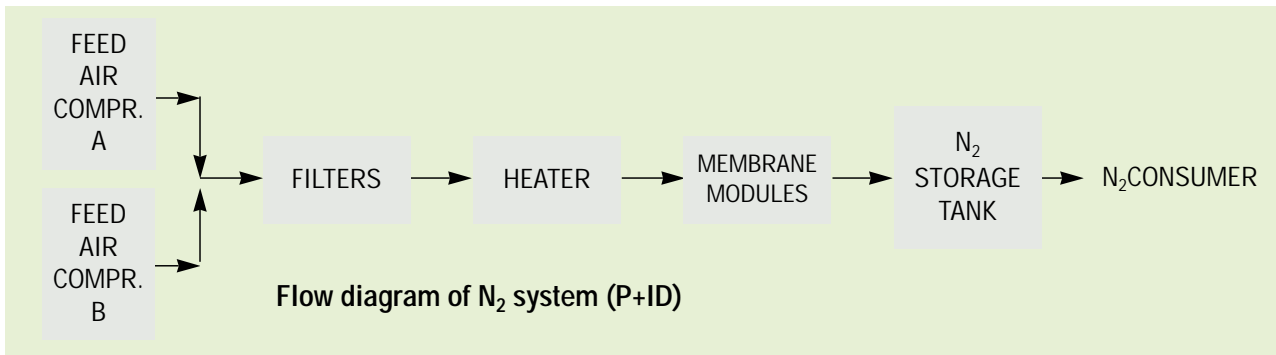 FEED
AIR
COMPR.
A
FEED
AIR
COMPR.
B
FILTERS
HEATER
MEMBRANE
MODULES
N₂
STORAGE
TANK
N₂CONSUMER
Flow diagram of N₂ system (P+ID)